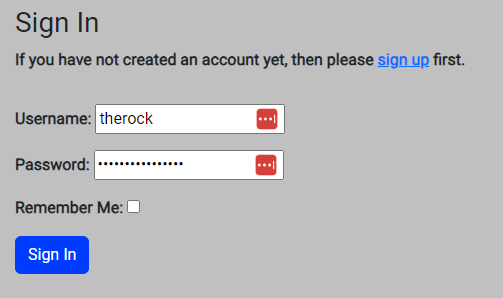 Sign In
If you have not created an account yet, then please sign up first.
Username: therock
Password: ••••••••••••••••
Remember Me:
Sign In